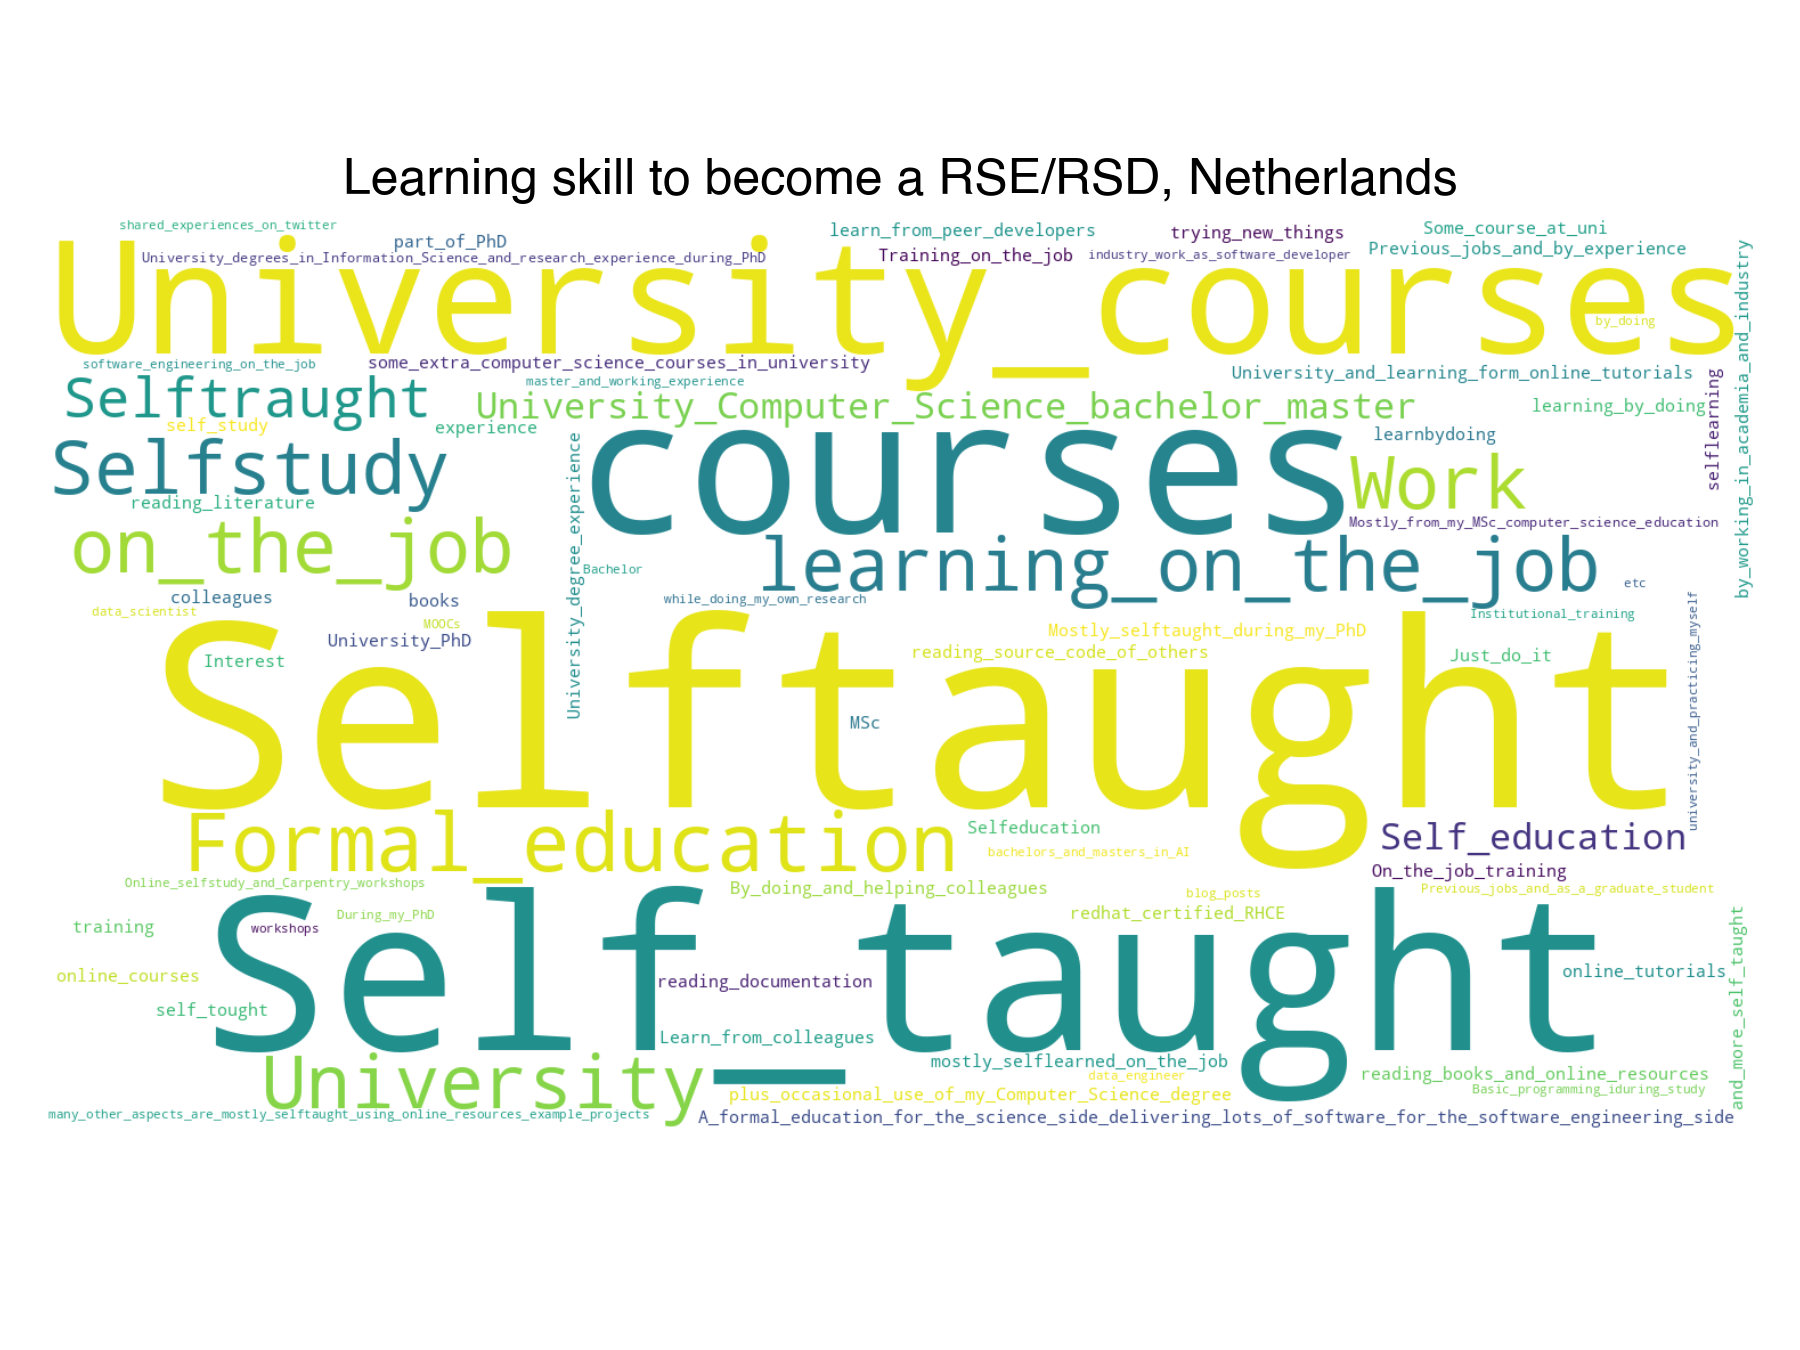 Learning skill to become a RSE/RSD, Netherlands
shared_experiences_on_twitter
part_of_PhD
learn_from_peer_developers
trying_new_things
Some_course_at_uni
University_degrees_in_Information_Science_and_research_experience_during_PhD
Training_on_the_job
industry_work_as_software_developer
Previous_jobs_and_by_experience
University_courses
by_doing
by_working_in_academia_and_industry
software_engineering_on_the_job
some_extra_computer_science_courses_in_university
University_and_learning_form_online_tutorials
Selftraught
master_and_working_experience
University_Computer_Science_bachelor_master
learning_by_doing
selflearning
self_study
experience
learnbydoing
Selfstudy
courses
Work
reading_literature
Mostly_from_my_MSc_computer_science_education
on_the_job
University_degree_experience
Bachelor
learning_on_the_job
etc
colleagues
books
while_doing_my_own_research
data_scientist
MOOCs
Institutional_training
University_PhD
Mostly_selftaught_during_my_PhD
Interest
reading_source_code_of_others
Just_do_it
university_and_practicing_myself
Selftaught
MSc
Formal_education
Selfeducation
Self_education
bachelors_and_masters_in_AI
On_the_job_training
Online_selfstudy_and_Carpentry_workshops
By_doing_and_helping_colleagues
blog_posts
Previous_jobs_and_as_a_graduate_student
During_my_PhD
redhat_certified_RHCE
training
workshops
Self_taught
online_courses
reading_documentation
online_tutorials
and_more_self_taught
self_tought
Learn_from_colleagues
mostly_selflearned_on_the_job
University
data_engineer
reading_books_and_online_resources
plus_occasional_use_of_my_Computer_Science_degree
Basic_programming_iduring_study
many_other_aspects_are_mostly_selftaught_using_online_resources_example_projects
A_formal_education_for_the_science_side_delivering_lots_of_software_for_the_software_engineering_side